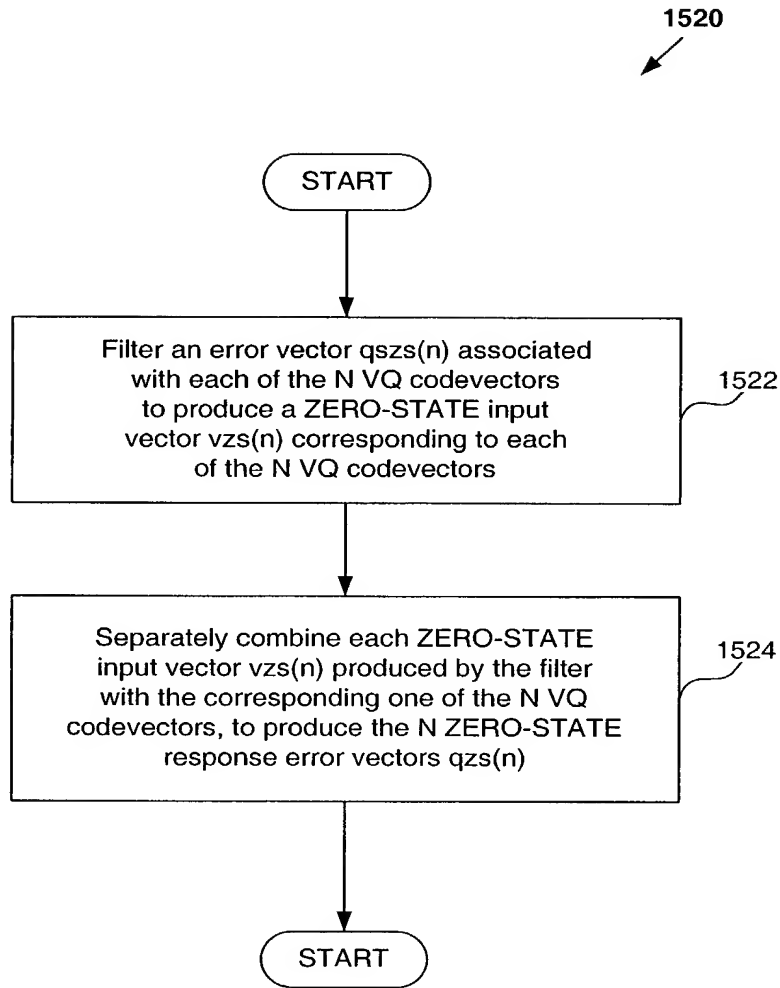 1520
START
Filter an error vector qszs(n) associated
with each of the N VQ codevectors
to produce a ZERO-STATE input
vector vzs(n) corresponding to each
of the N VQ codevectors
1522
Separately combine each ZERO-STATE
input vector vzs(n) produced by the filter
with the corresponding one of the N VQ
codevectors, to produce the N ZERO-STATE
response error vectors qzs(n)
1524
START